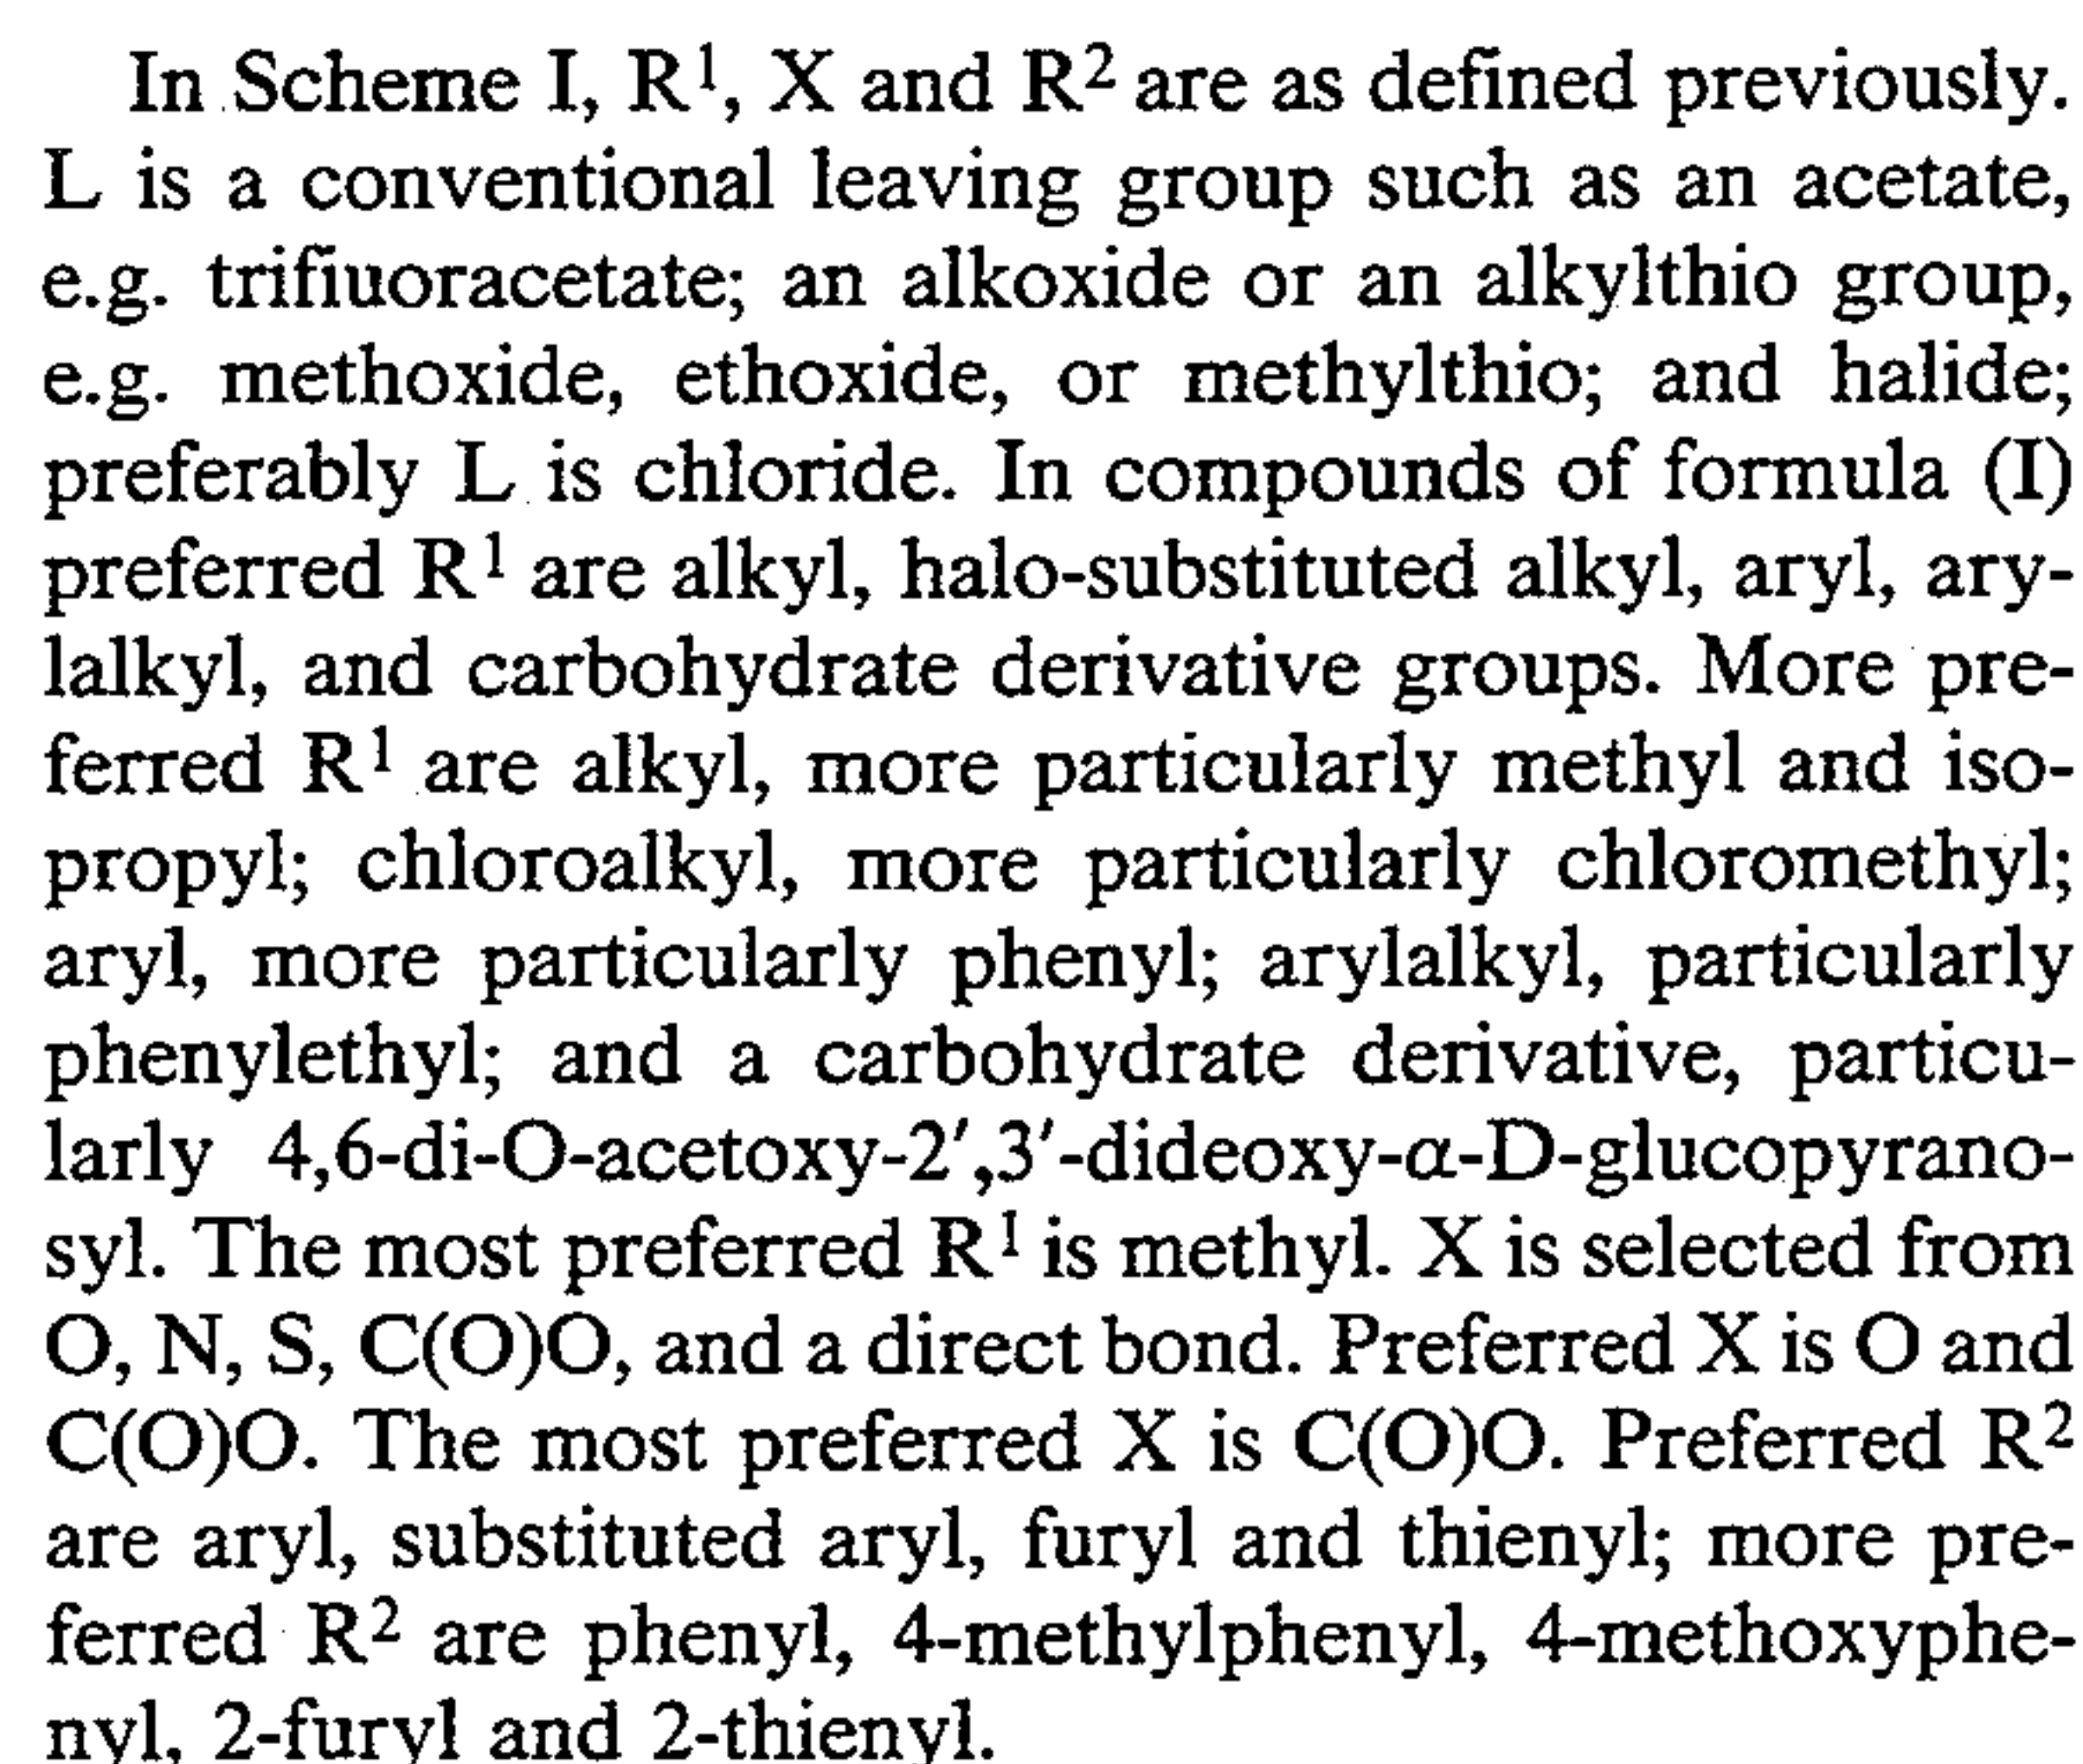 In Scheme I, R¹, X and R² are as defined previously.
L is a conventional leaving group such as an acetate,
e.g. trifiuoracetate; an alkoxide or an alkylthio group,
e.g. methoxide, ethoxide, or methylthio; and halide;
preferably L is chloride. In compounds of formula (I)
preferred R¹ are alkyl, halo-substituted alkyl, aryl, ary-
lalkyl, and carbohydrate derivative groups. More pre-
ferred R¹ are alkyl, more particularly methyl and iso-
propyl; chloroalkyl, more particularly chloromethyl;
aryl, more particularly phenyl; arylalkyl, particularly
phenylethyl; and a carbohydrate derivative, particu-
larly 4,6-di-O-acetoxy-2′,3′-dideoxy-α-D-glucopyrano-
syl. The most preferred R¹ is methyl. X is selected from
O, N, S, C(O)O, and a direct bond. Preferred X is O and
C(O)O. The most preferred X is C(O)O. Preferred R²
are aryl, substituted aryl, furyl and thienyl; more pre-
ferred R² are phenyl, 4-methylphenyl, 4-methoxyphe-
nyl, 2-furyl and 2-thienyl.